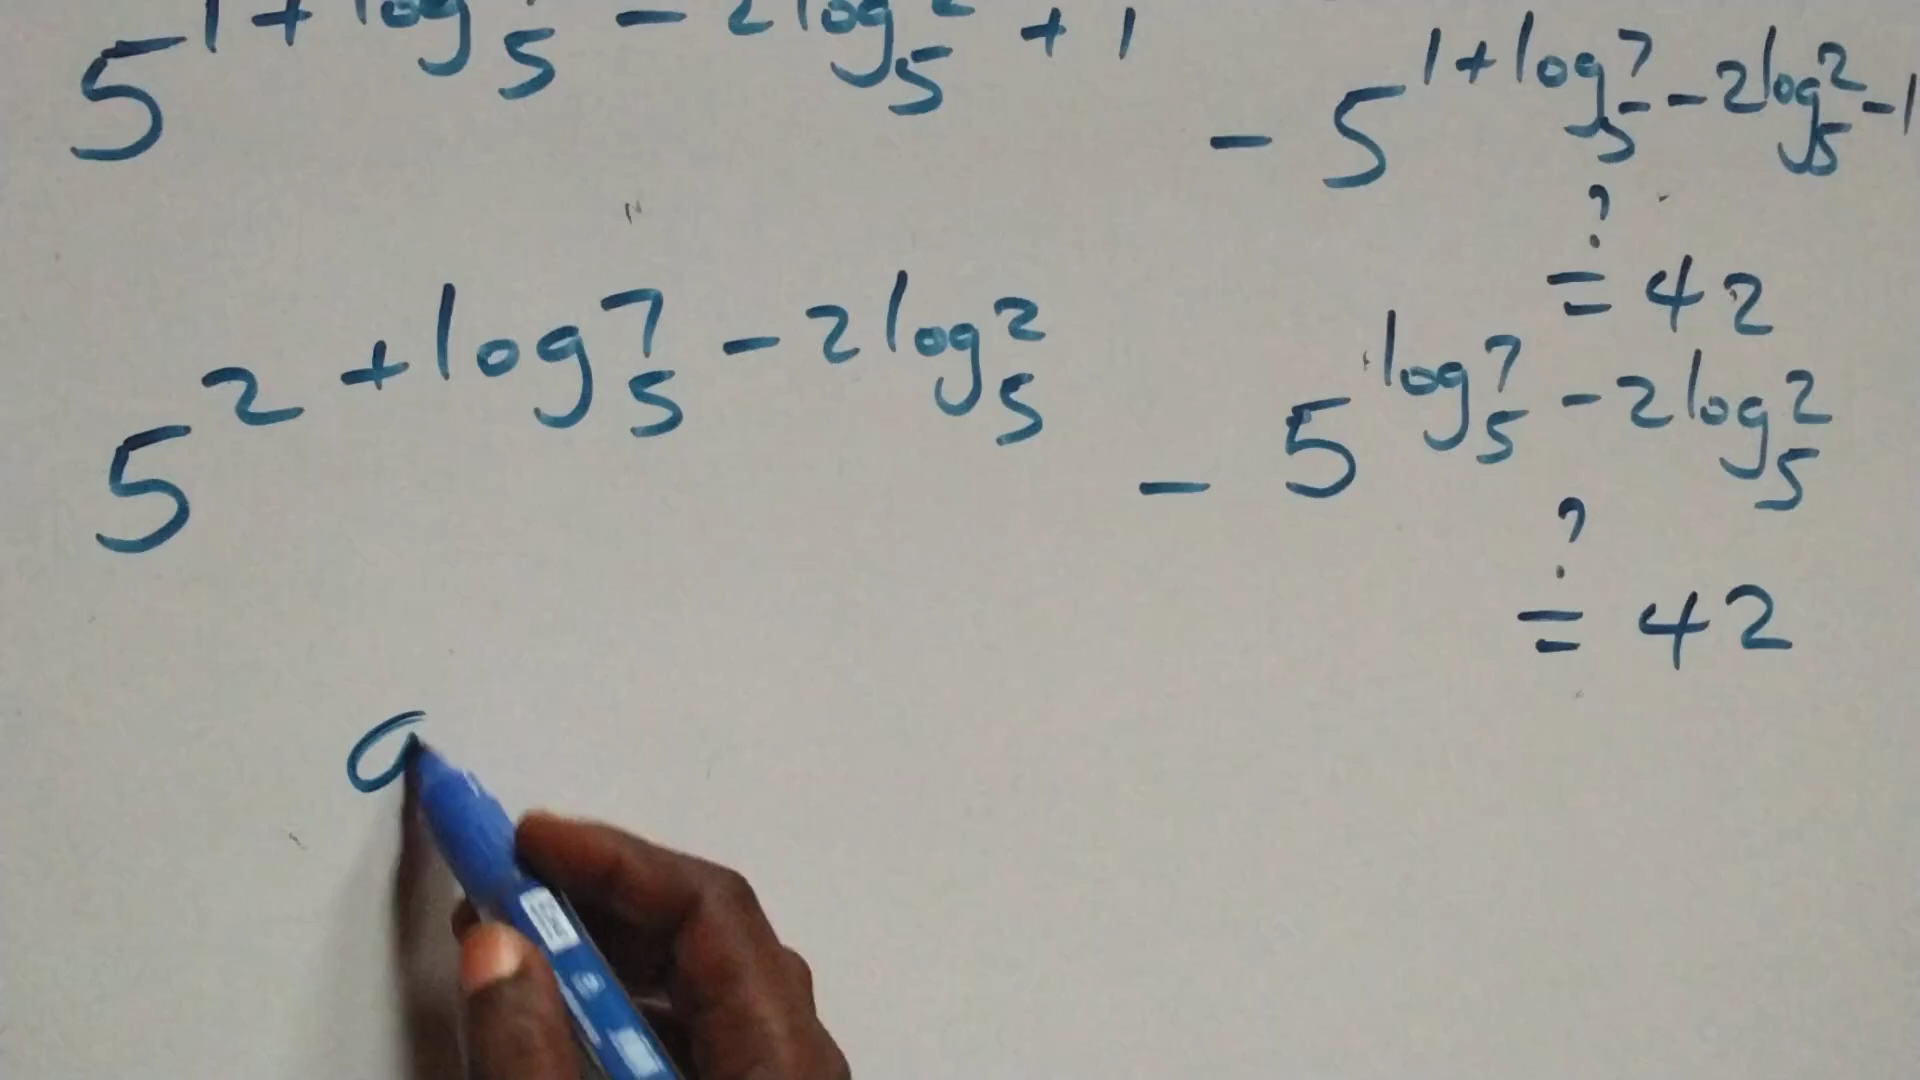 5^{1 + log_5 - 2log_5^2 + 1} - 5^{1 + log_5^7 - 2log_5^2 - 1}
? = 42
5^{2 + log_5^7 - 2log_5^2} - 5^{log_5^7 - 2log_5^2}
? = 42
a